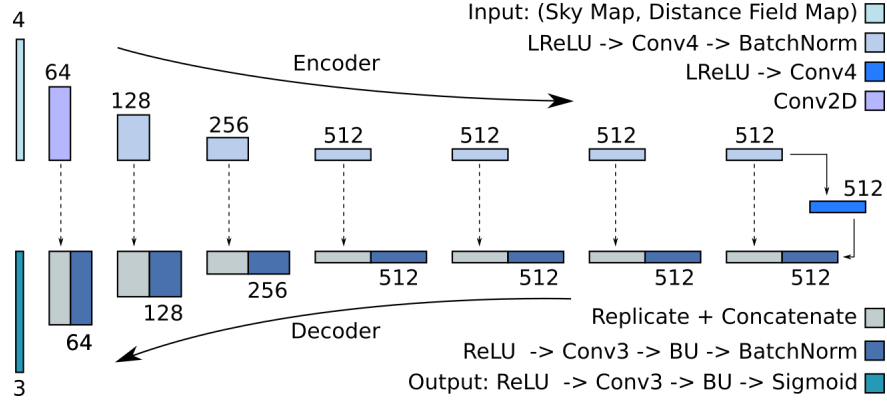 4
Input: (Sky Map, Distance Field Map)
LReLU -> Conv4 -> BatchNorm
LReLU -> Conv4
Conv2D
Encoder
64
128
256
512
512
512
512
512
64
128
256
512
512
512
512
Decoder
Replicate + Concatenate
ReLU -> Conv3 -> BU -> BatchNorm
Output: ReLU -> Conv3 -> BU -> Sigmoid
3